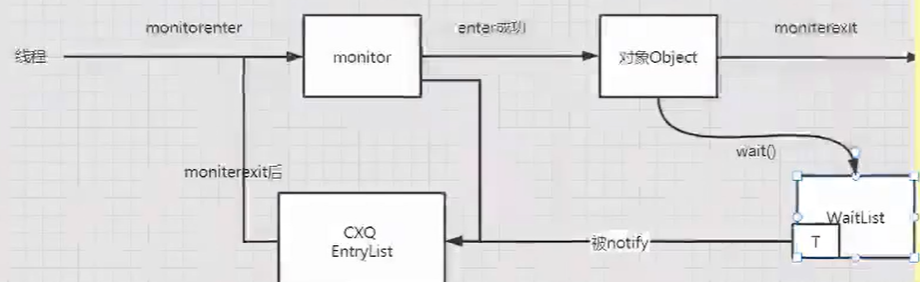 monitorenter
enter成功
moniterexit
线程
monitor
对象Object
wait()
moniterexit后
CXQ
EntryList
WaitList
被notify
T